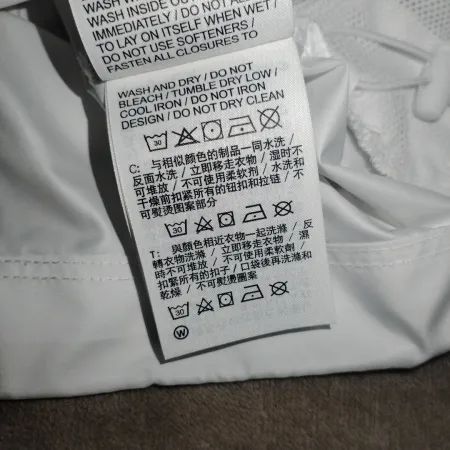 WASH INSIDE OUT
IMMEDIATELY / DO NOT
TO LAY ON ITSELF WHEN WET /
DO NOT USE SOFTENERS /
FASTEN ALL CLOSURES TO
WASH AND DRY / DO NOT
BLEACH / TUMBLE DRY LOW /
COOL IRON / DO NOT IRON
DESIGN / DO NOT DRY CLEAN
30
C: 与相似颜色的制品一同水洗 /
反面水洗 / 立即移走衣物 / 湿时不
可堆放 / 不可使用柔软剂 / 水洗和
干燥前扣紧所有的钮扣和拉链 / 不
可熨烫图案部分
30
T: 與顏色相近衣物一起洗滌 / 反
轉衣物洗滌 / 立即移走衣物 / 濕
時不可堆放 / 不可使用柔軟劑 /
扣緊所有的扣子 / 口袋後再洗滌和
乾燥 / 不可熨燙圖案
30
W